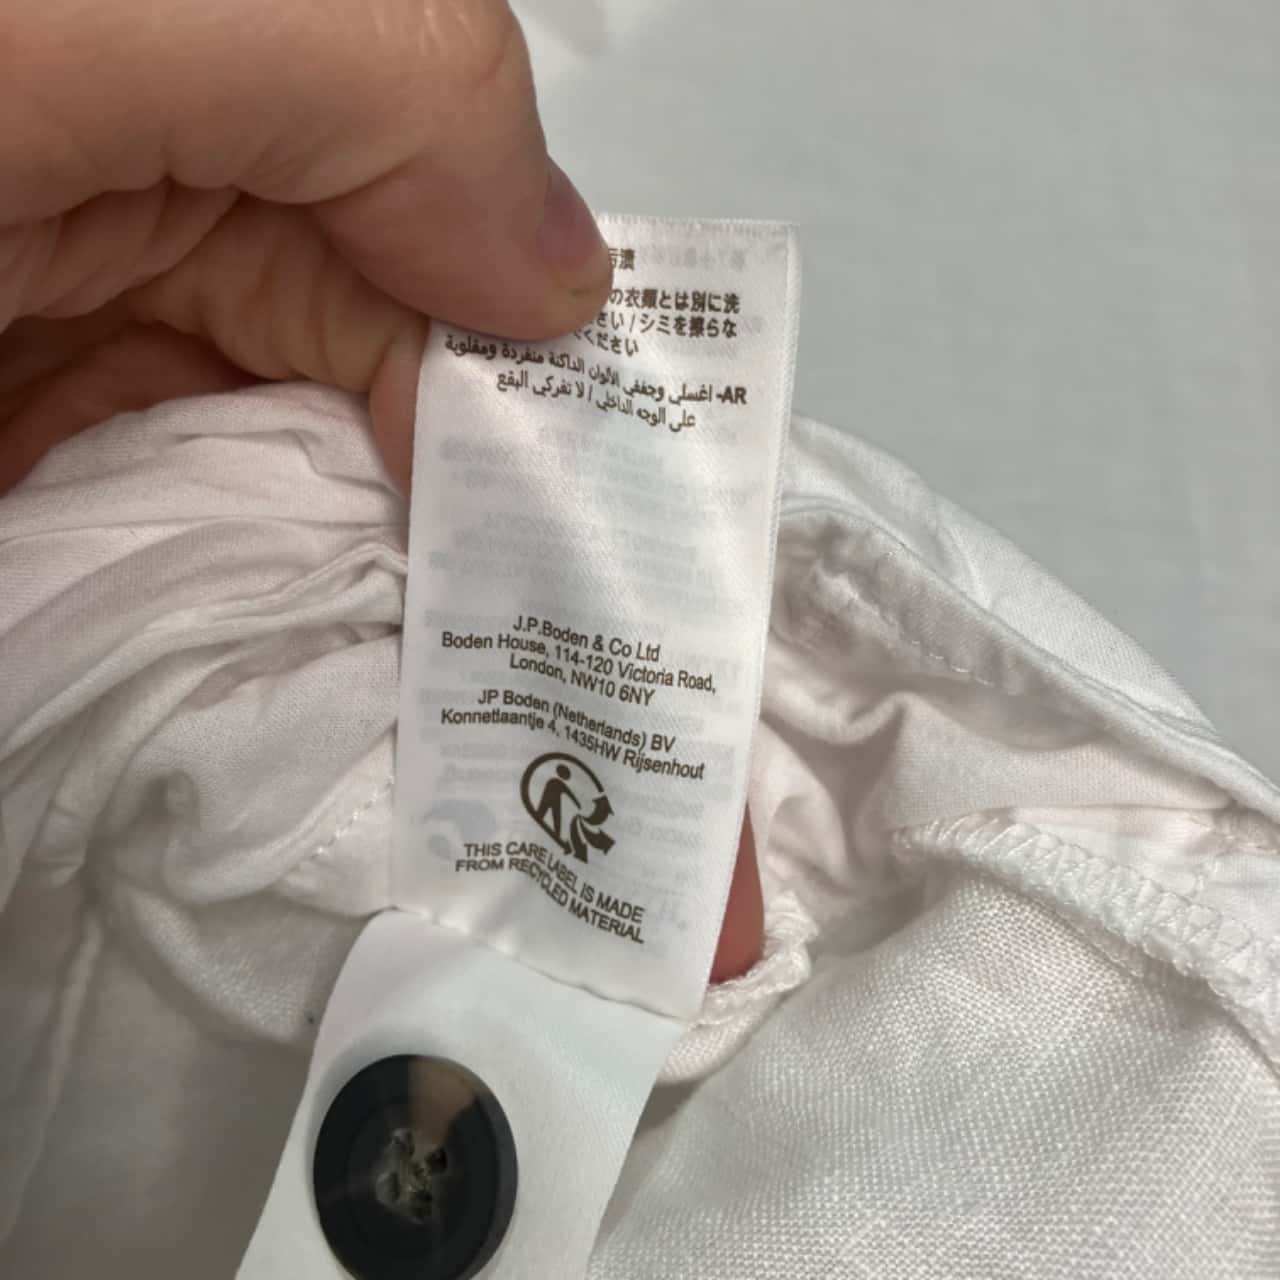 污漬
の衣類とは別に洗
さい / シミを擦らな
ください
AR- اغسلي وجففي الألوان الداكنة منفردة ومقلوبة
على الوجه الداخلي / لا تفركي البقع
J.P.Boden & Co Ltd
Boden House, 114-120 Victoria Road,
London, NW10 6NY
JP Boden (Netherlands) BV
Konnetlaantje 4, 1435HW Rijsenhout
THIS CARE LABEL IS MADE
FROM RECYCLED MATERIAL